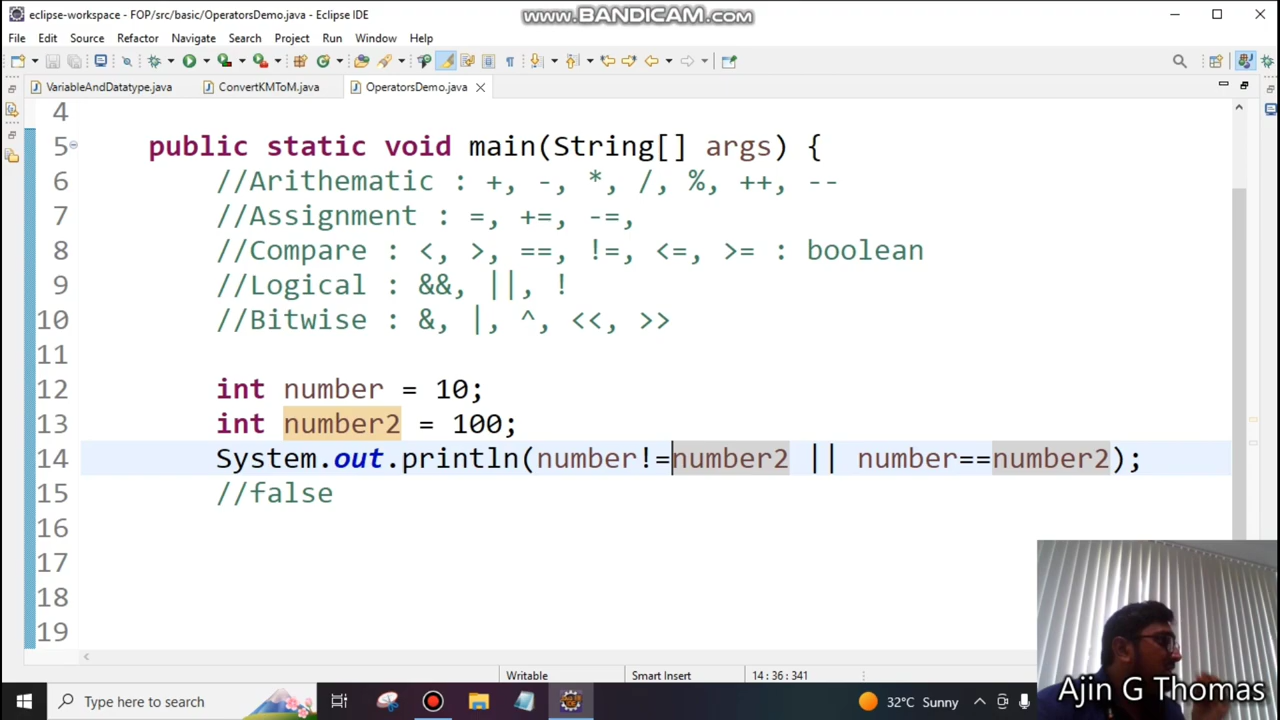 eclipse-workspace - FOP/src/basic/OperatorsDemo.java - Eclipse IDE
www.BANDICAM.com
File Edit Source Refactor Navigate Search Project Run Window Help
VariableAndDatatype.java ConvertKMToM.java OperatorsDemo.java
4
5 public static void main(String[] args) {
6 //Arithematic : +, -, *, /, %, ++, --
7 //Assignment : =, +=, -=,
8 //Compare : <, >, ==, !=, <=, >= : boolean
9 //Logical : &&, ||, !
10 //Bitwise : &, |, ^, <<, >>
11
12 int number = 10;
13 int number2 = 100;
14 System.out.println(number!=number2 || number==number2);
15 //false
16
17
18
19
Writable Smart Insert 14 : 36 : 341
Type here to search 32°C Sunny
Ajin G Thomas